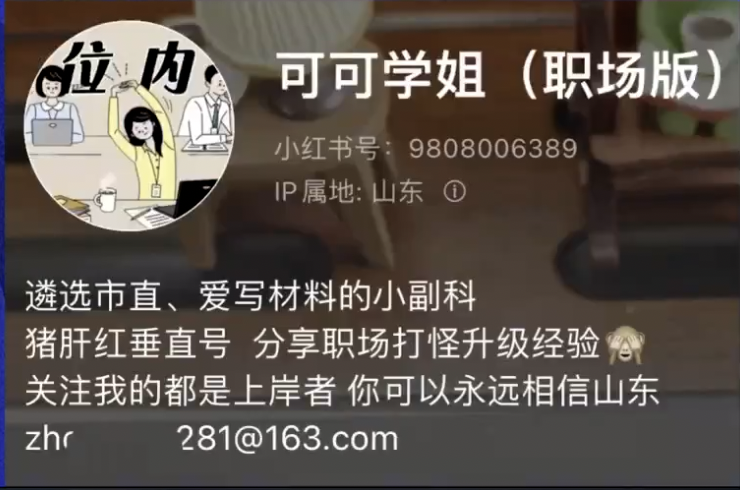 位 内
可可学姐（职场版）
小红书号：9808006389
IP属地: 山东
遴选市直、爱写材料的小副科
猪肝红垂直号 分享职场打怪升级经验🙈
关注我的都是上岸者 你可以永远相信山东
zh 281@163.com